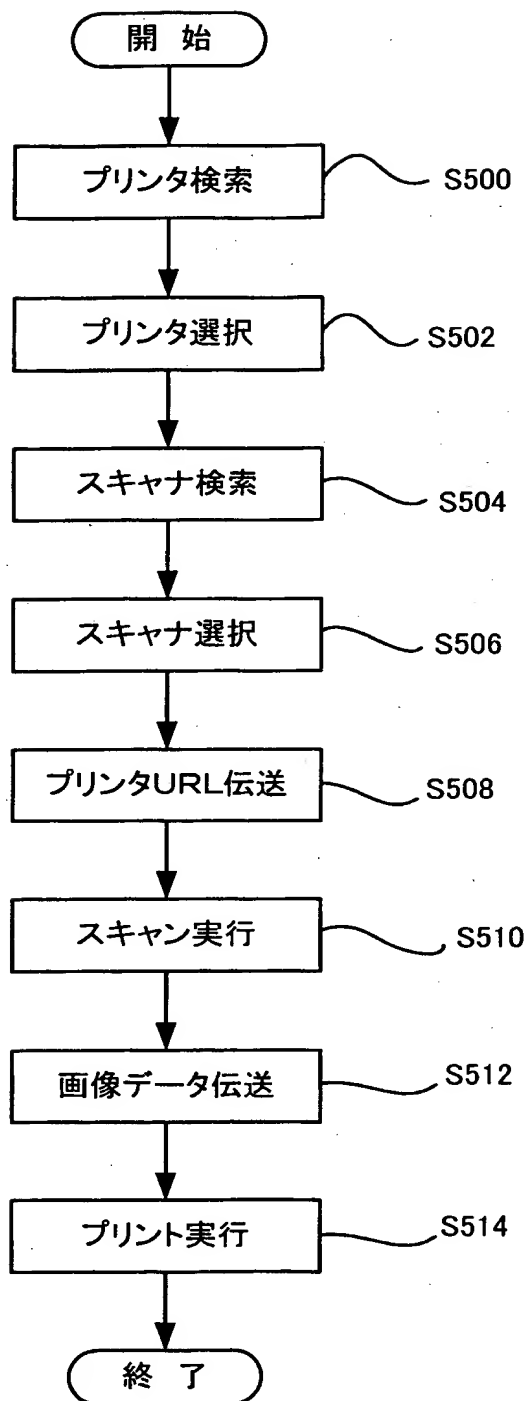 開 始
プリンタ検索
S500
プリンタ選択
S502
スキャナ検索
S504
スキャナ選択
S506
プリンタURL伝送
S508
スキャン実行
S510
画像データ伝送
S512
プリント実行
S514
終 了